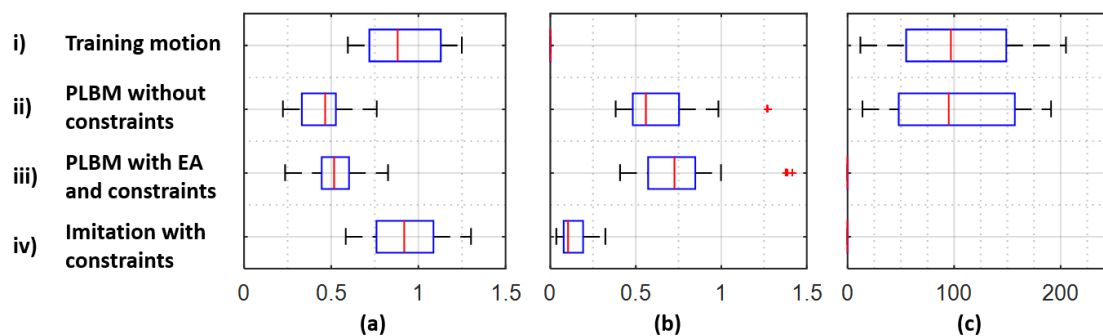 i) Training motion
ii) PLBM without
constraints
iii) PLBM with EA
and constraints
iv) Imitation with
constraints
0 0.5 1 1.5 0 0.5 1 1.5 0 100 200
(a) (b) (c)